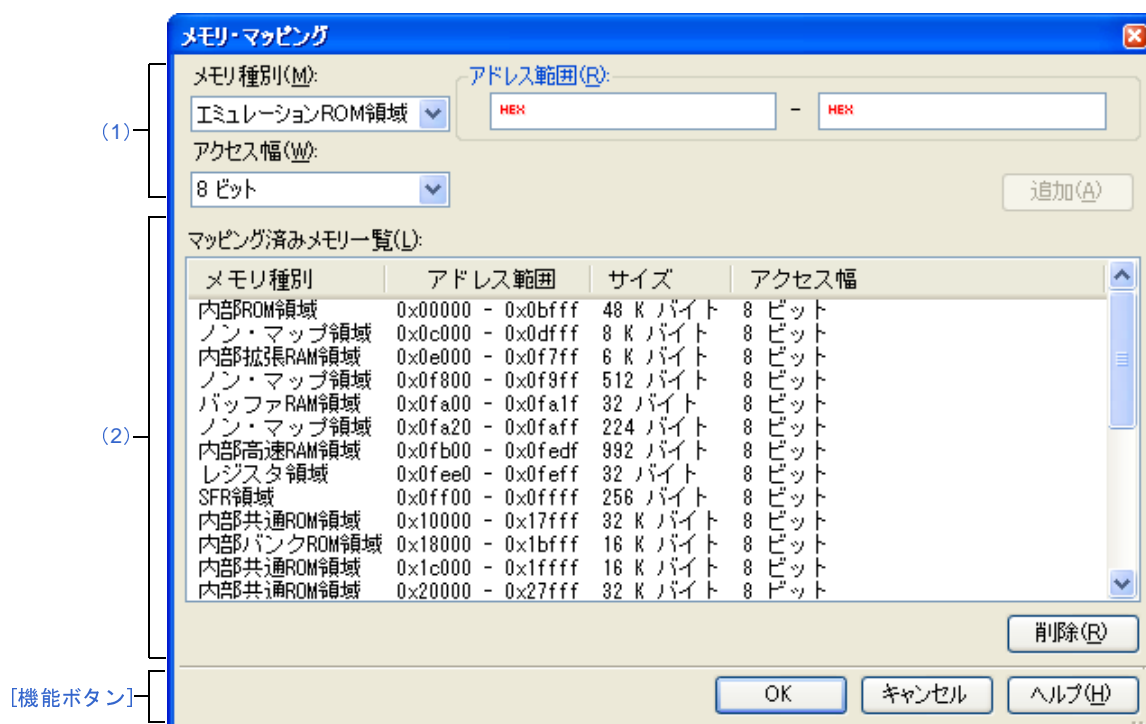 メモリ・マッピング
(1)
メモリ種別(M):
アドレス範囲(R):
エミュレーションROM領域
HEX - HEX
アクセス幅(W):
8 ビット
追加(A)
(2)
マッピング済みメモリ一覧(L):
メモリ種別 アドレス範囲 サイズ アクセス幅
内部ROM領域 0x00000 - 0x0bfff 48 K バイト 8 ビット
ノン・マップ領域 0x0c000 - 0x0dfff 8 K バイト 8 ビット
内部拡張RAM領域 0x0e000 - 0x0f7ff 6 K バイト 8 ビット
ノン・マップ領域 0x0f800 - 0x0f9ff 512 バイト 8 ビット
バッファRAM領域 0x0fa00 - 0x0fa1f 32 バイト 8 ビット
ノン・マップ領域 0x0fa20 - 0x0faff 224 バイト 8 ビット
内部高速RAM領域 0x0fb00 - 0x0fedf 992 バイト 8 ビット
レジスタ領域 0x0fee0 - 0x0feff 32 バイト 8 ビット
SFR領域 0x0ff00 - 0x0ffff 256 バイト 8 ビット
内部共通ROM領域 0x10000 - 0x17fff 32 K バイト 8 ビット
内部バンクROM領域 0x18000 - 0x1bfff 16 K バイト 8 ビット
内部共通ROM領域 0x1c000 - 0x1ffff 16 K バイト 8 ビット
内部共通ROM領域 0x20000 - 0x27fff 32 K バイト 8 ビット
削除(R)
[機能ボタン]
OK キャンセル ヘルプ(H)